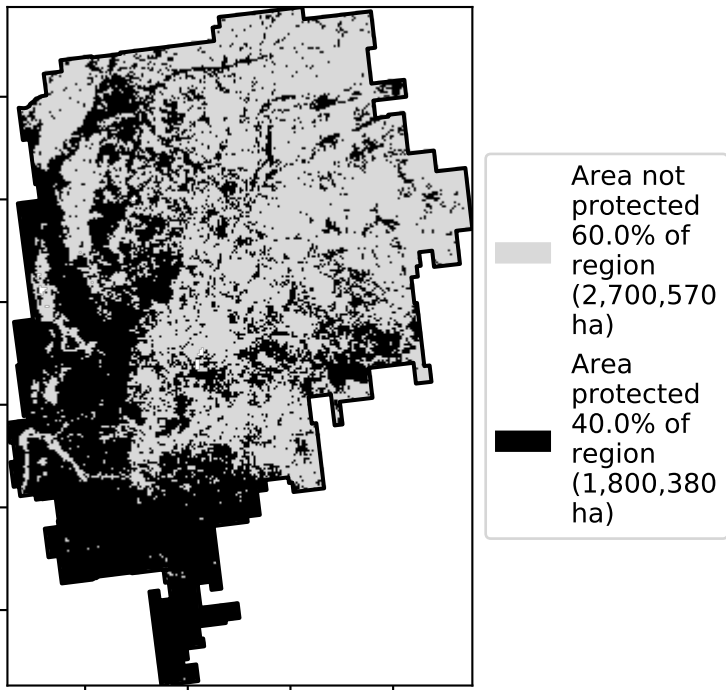 Area not
protected
60.0% of
region
(2,700,570
ha)
Area
protected
40.0% of
region
(1,800,380
ha)